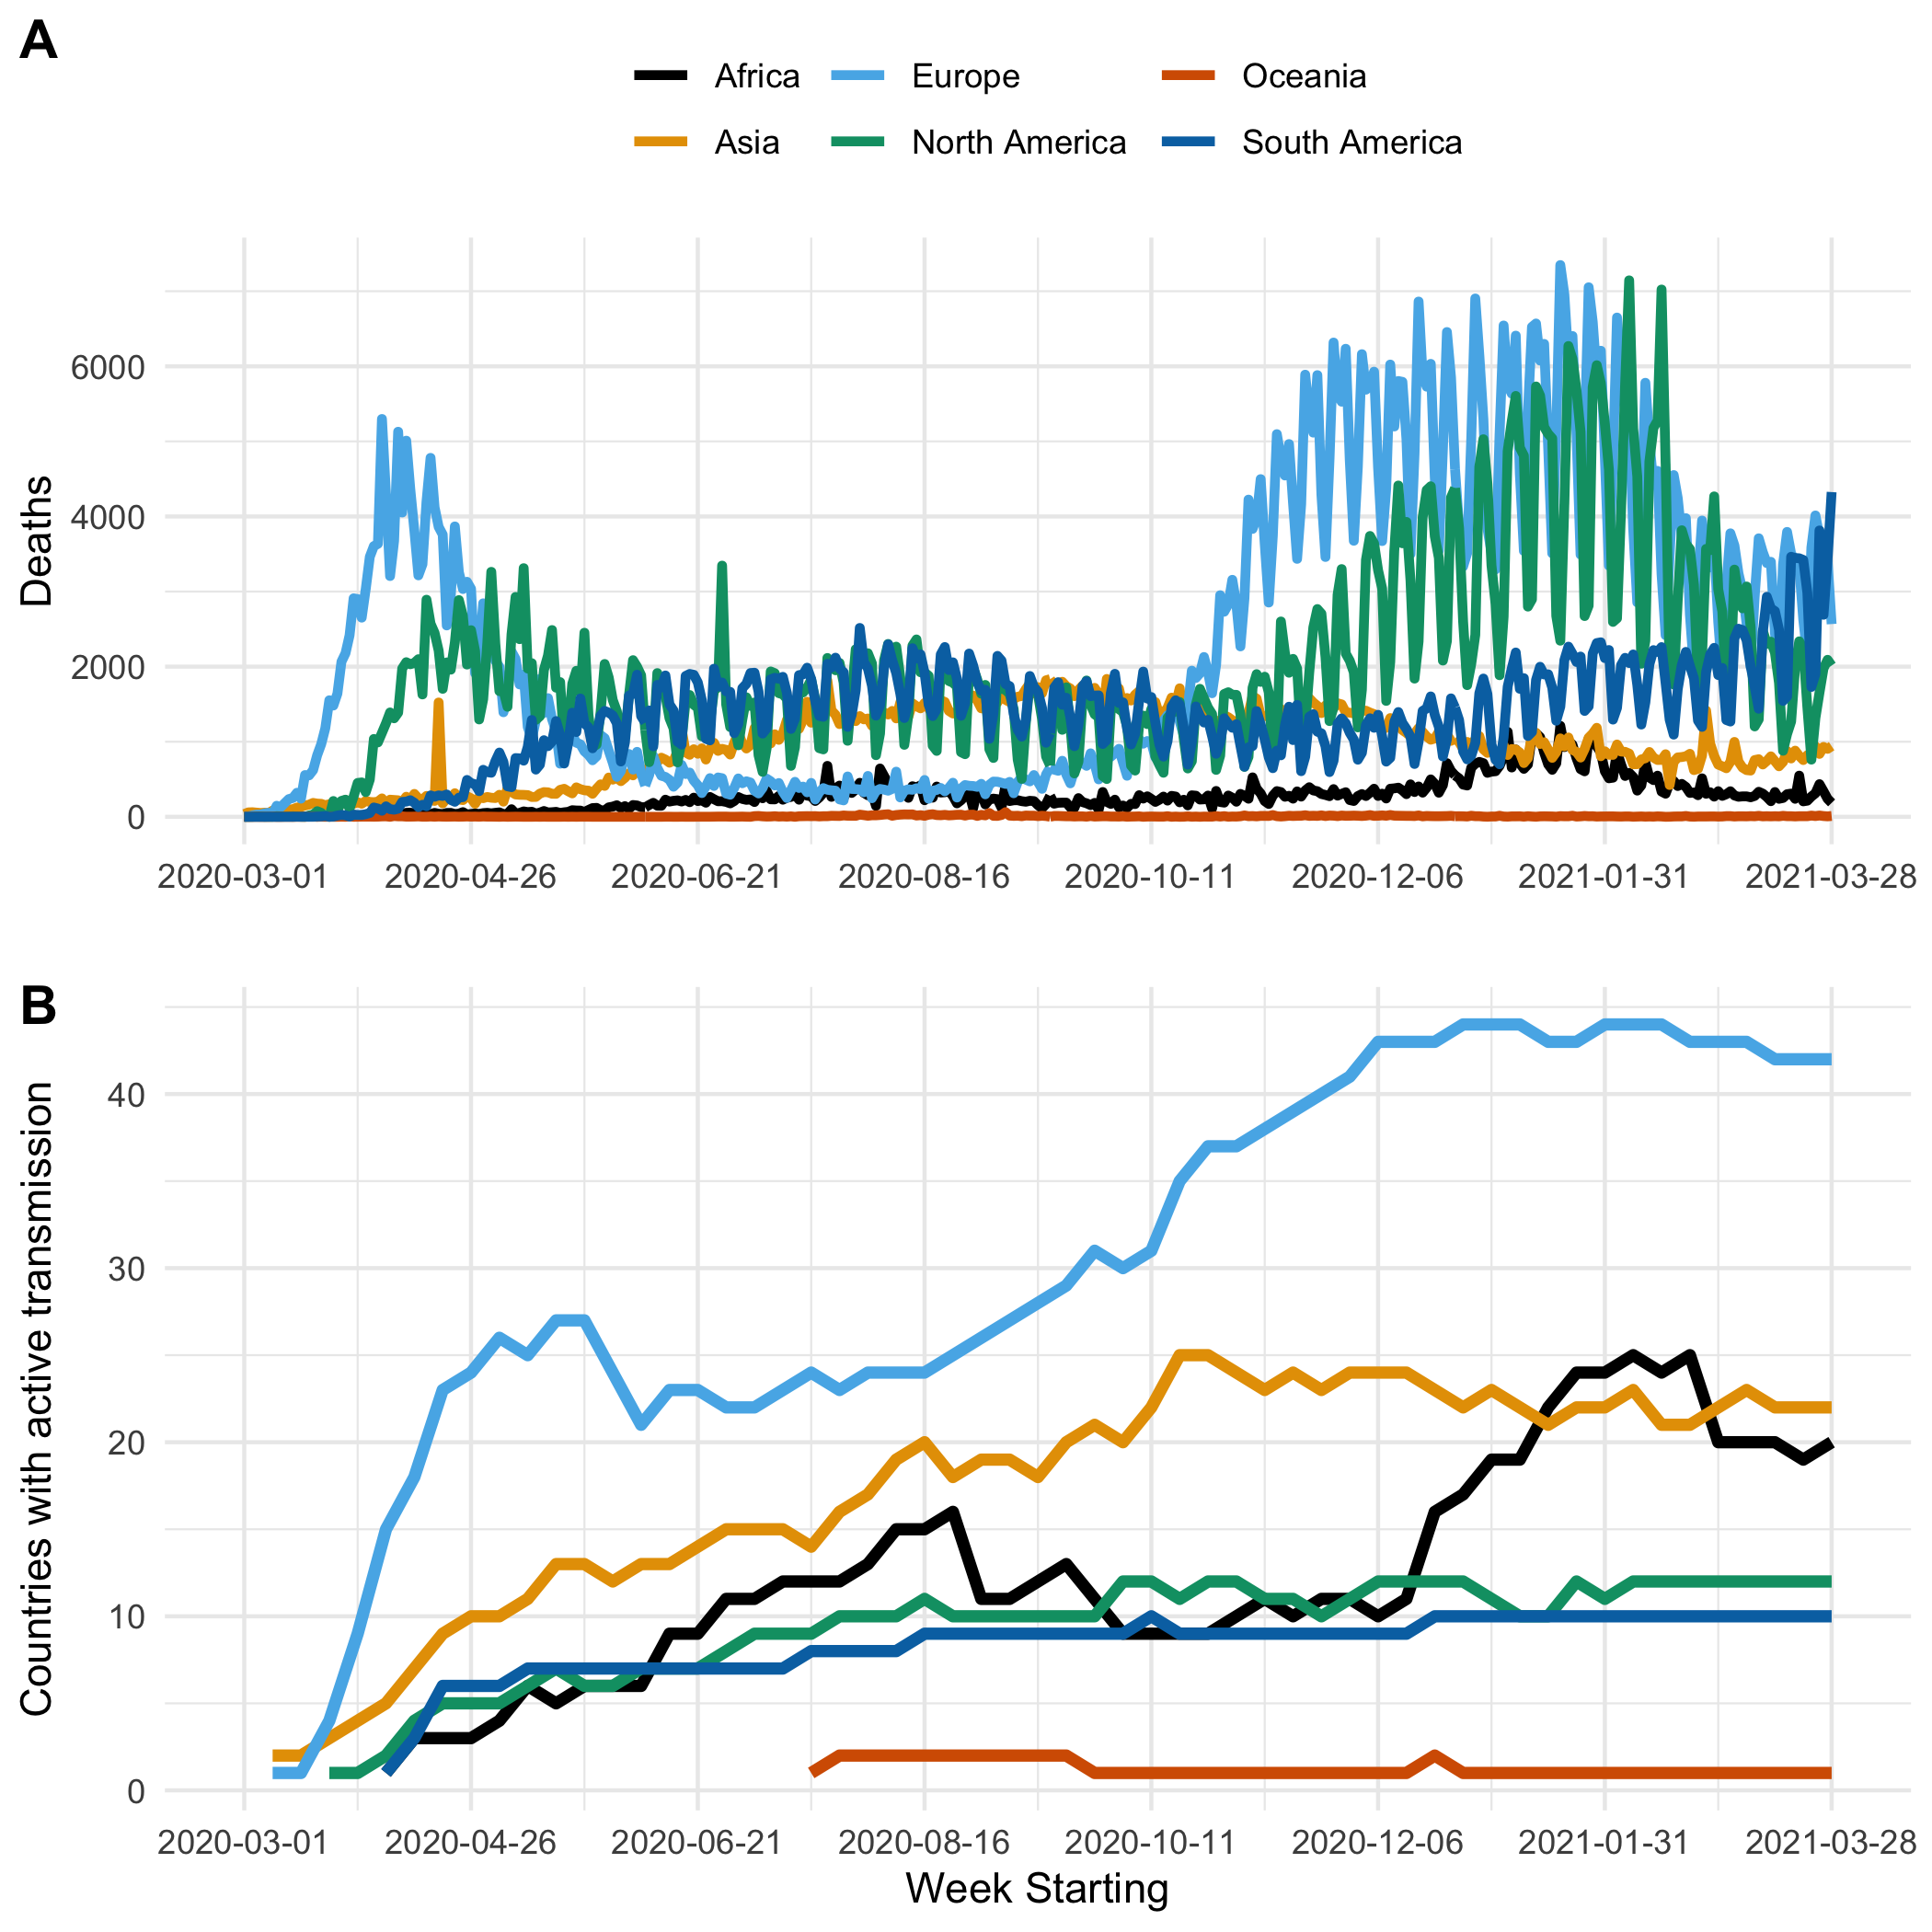 A
Africa Europe Oceania
Asia North America South America
Deaths
6000
4000
2000
0
2020-03-01 2020-04-26 2020-06-21 2020-08-16 2020-10-11 2020-12-06 2021-01-31 2021-03-28
B
Countries with active transmission
40
30
20
10
0
2020-03-01 2020-04-26 2020-06-21 2020-08-16 2020-10-11 2020-12-06 2021-01-31 2021-03-28
Week Starting